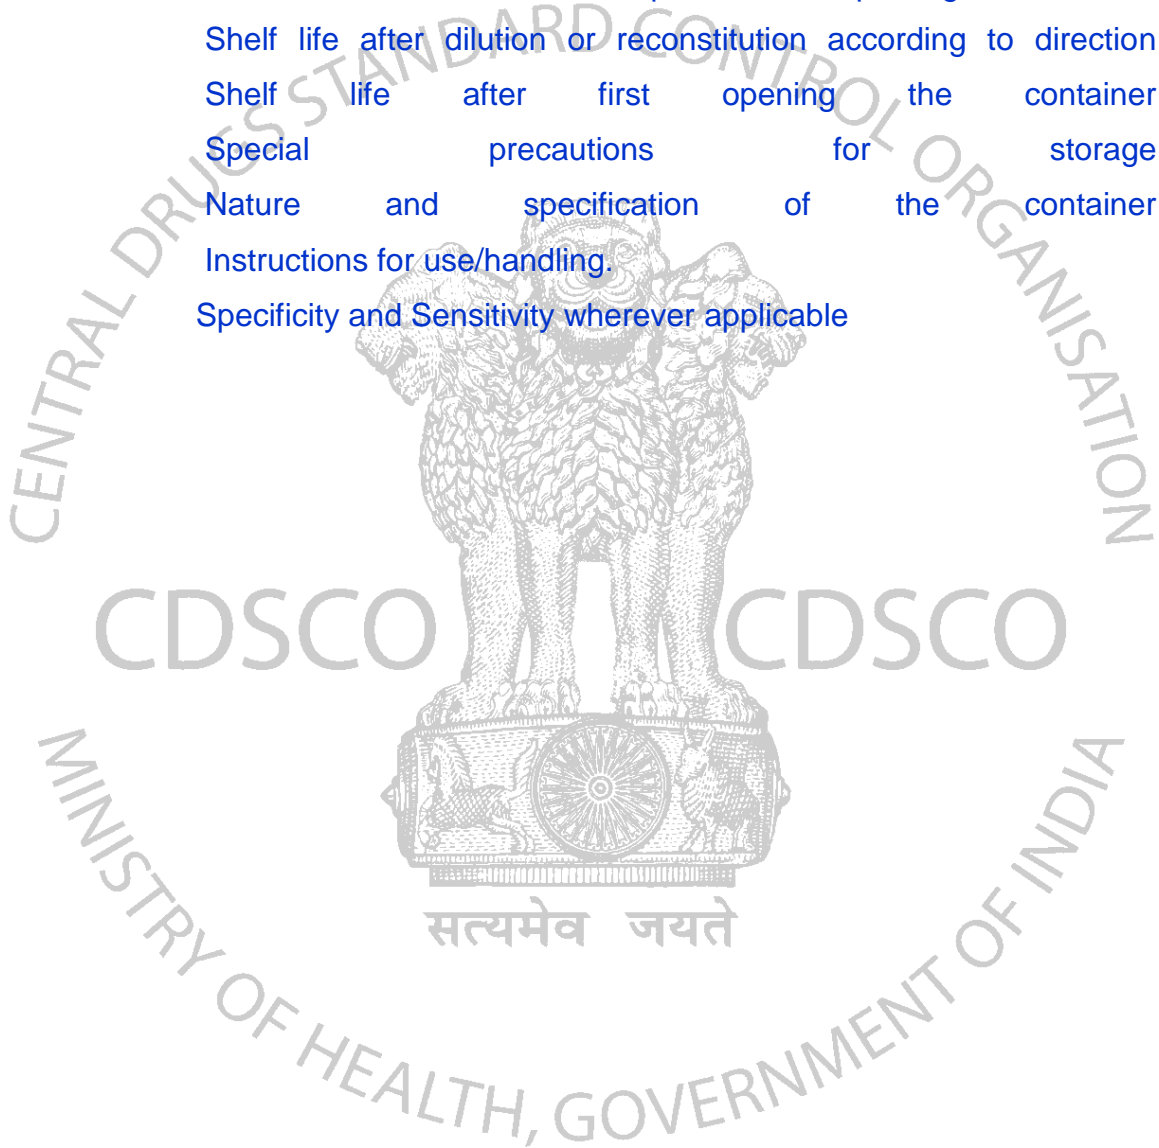 Shelf life after dilution or reconstitution according to direction
Shelf life after first opening the container
Special precautions for storage
Nature and specification of the container
Instructions for use/handling.
Specificity and Sensitivity wherever applicable
CENTRAL DRUGS STANDARD CONTROL ORGANISATION
CDSCO CDSCO
सत्यमेव जयते
MINISTRY OF HEALTH, GOVERNMENT OF INDIA